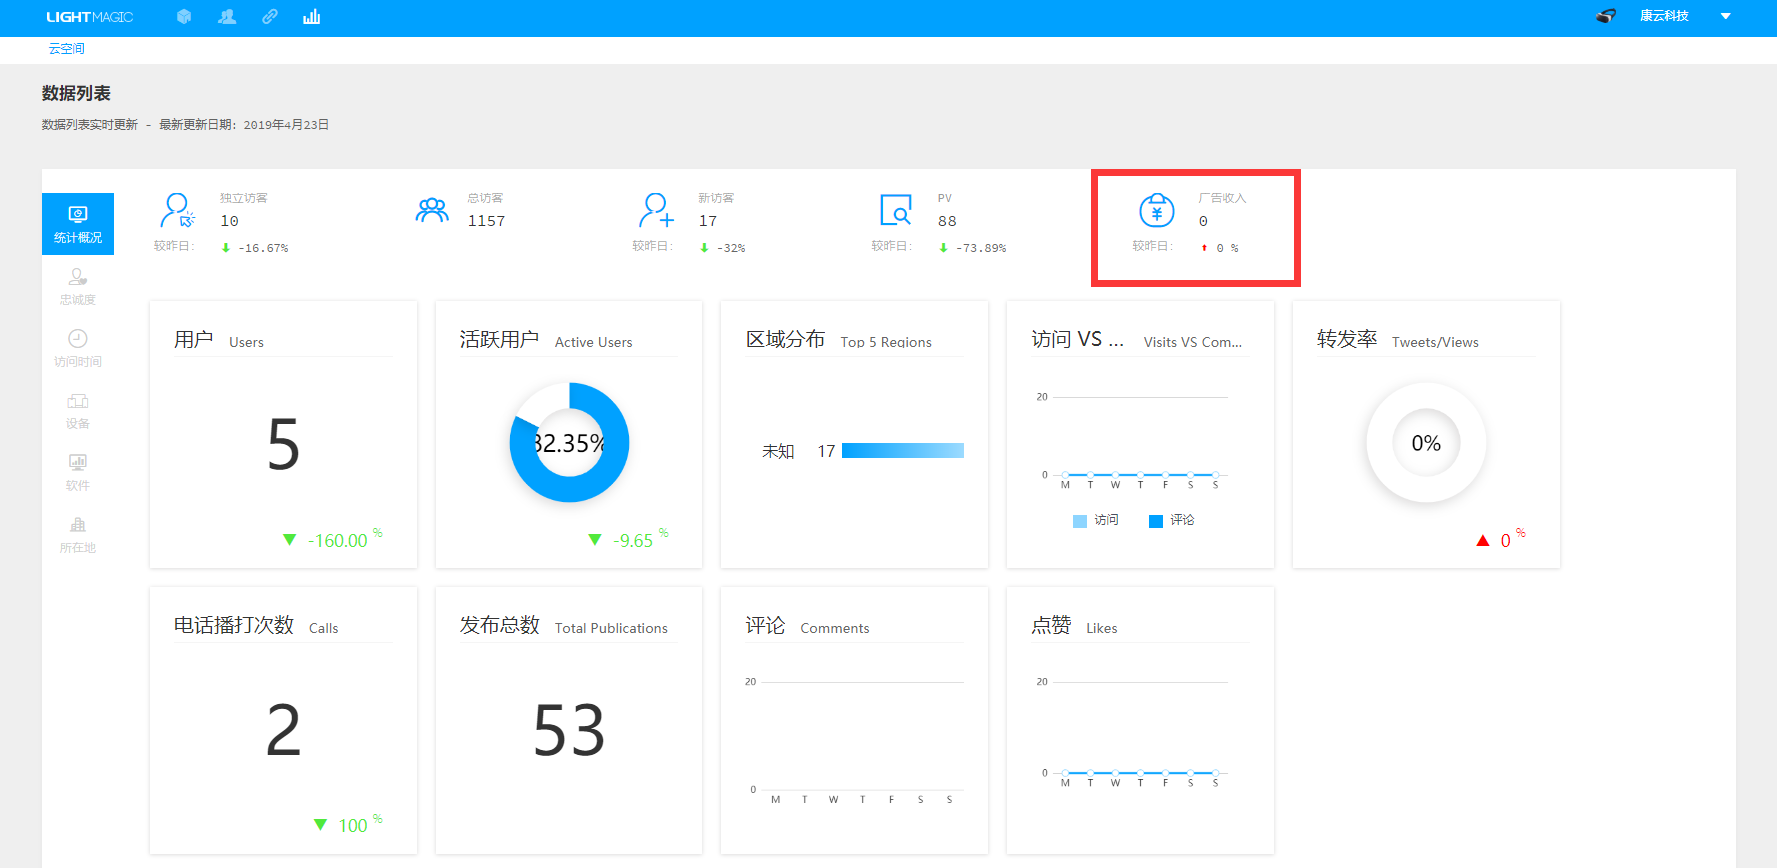 LIGHTMAGIC
康云科技
云空间
数据列表
数据列表实时更新 - 最新更新日期: 2019年4月23日
统计概况
忠诚度
访问时间
设备
软件
所在地
独立访客
10
较昨日: -16.67%
总访客
1157
新访客
17
较昨日: -32%
PV
88
较昨日: -73.89%
广告收入
0
较昨日: 0 %
用户 Users
5
-160.00 %
活跃用户 Active Users
82.35%
-9.65 %
区域分布 Top 5 Regions
未知 17
访问 VS ... Visits VS Com...
20
0
M T W T F S S
访问 评论
转发率 Tweets/Views
0%
0 %
电话播打次数 Calls
2
100 %
发布总数 Total Publications
53
评论 Comments
20
0
M T W T F S S
点赞 Likes
20
0
M T W T F S S